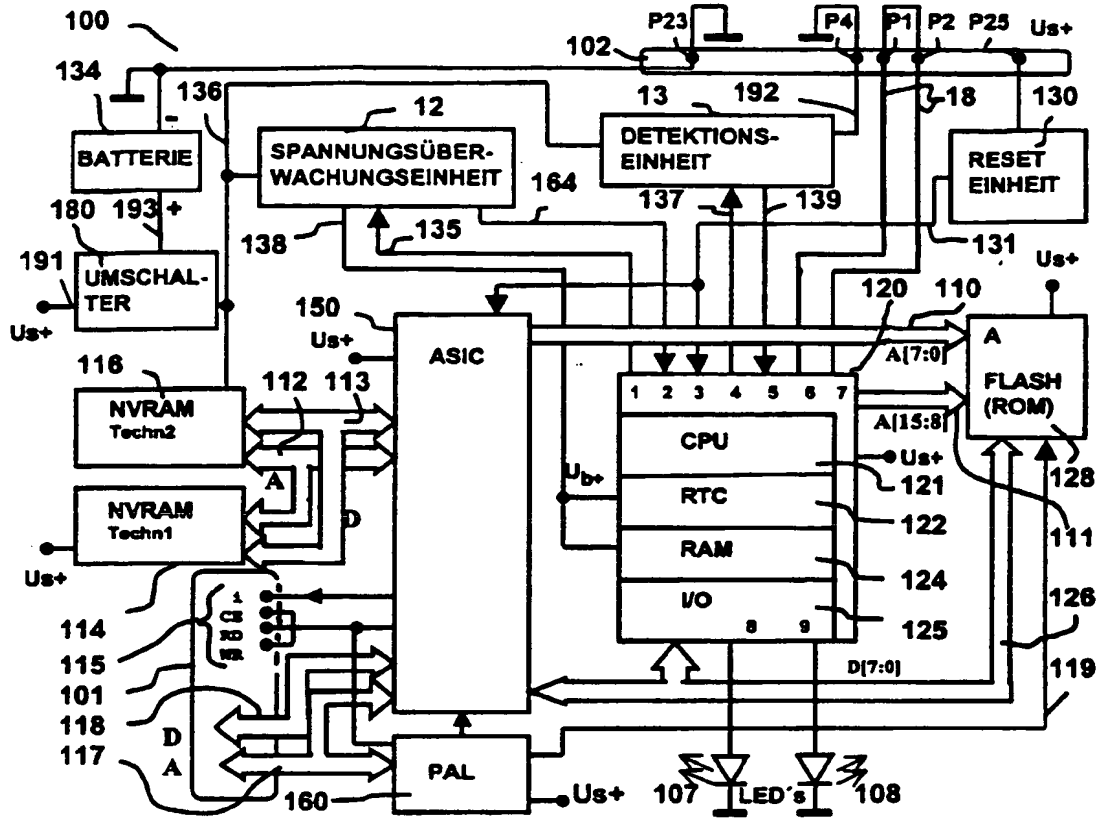 100
P23
P4
P1
P2
P25
Us+
102
134
136
12
13
192
18
130
BATTERIE
SPANNUNGSÜBER-
WACHUNGSEINHEIT
DETEKTIONS-
EINHEIT
RESET
EINHEIT
-
+
180
193
164
137
139
138
135
131
191
UMSCHAL-
TER
Us+
Us+
150
120
110
116
Us+
ASIC
A
A[7:0]
112
113
NVRAM
Techn2
1 2 3 4 5 6 7
FLASH
(ROM)
A[15:8]
CPU
Ub+
Us+
A
121
128
NVRAM
Techn1
D
RTC
122
111
RAM
124
Us+
126
I/O
i
CE
RD
WR
114
115
125
8 9
101
D[7:0]
119
118
D
A
117
PAL
160
Us+
107
LED's
108